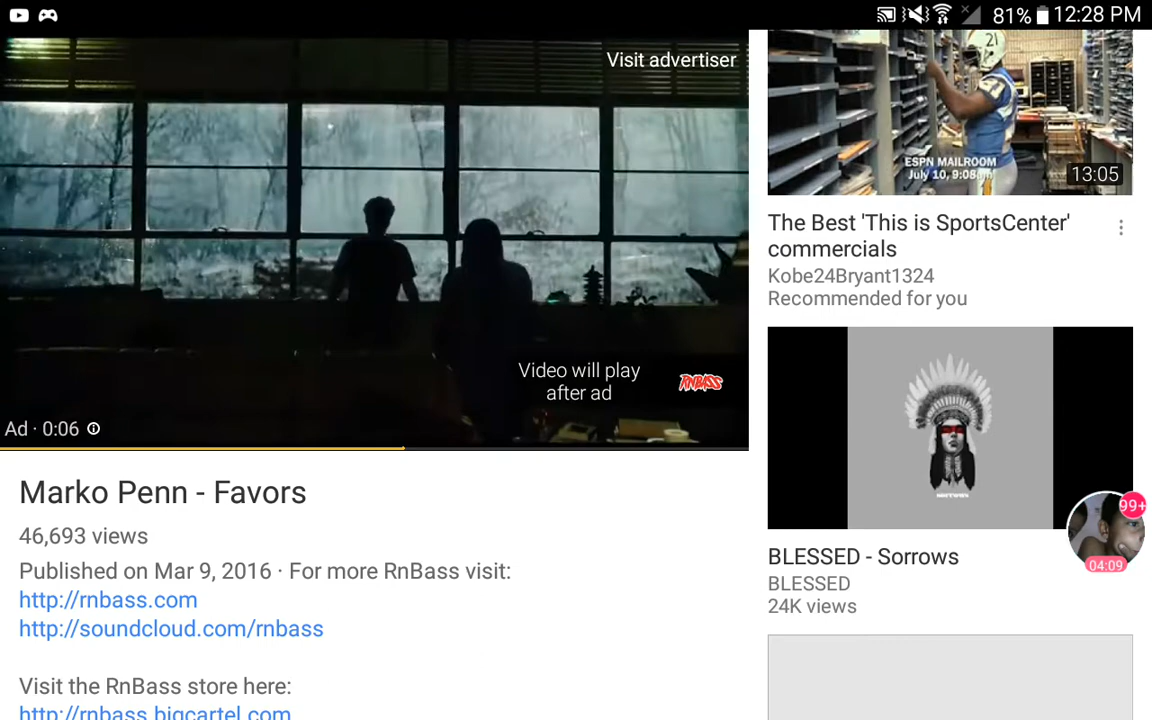 81% 12:28 PM
Visit advertiser
Video will play
after ad
RNBASS
Ad · 0:06
Marko Penn - Favors
46,693 views
Published on Mar 9, 2016 · For more RnBass visit:
http://rnbass.com
http://soundcloud.com/rnbass
Visit the RnBass store here:
http://rnbass.bigcartel.com
21
ESPN MAILROOM
July 10, 9:08am
13:05
The Best 'This is SportsCenter'
commercials
Kobe24Bryant1324
Recommended for you
BLESSED - Sorrows
BLESSED
24K views
99+
04:09